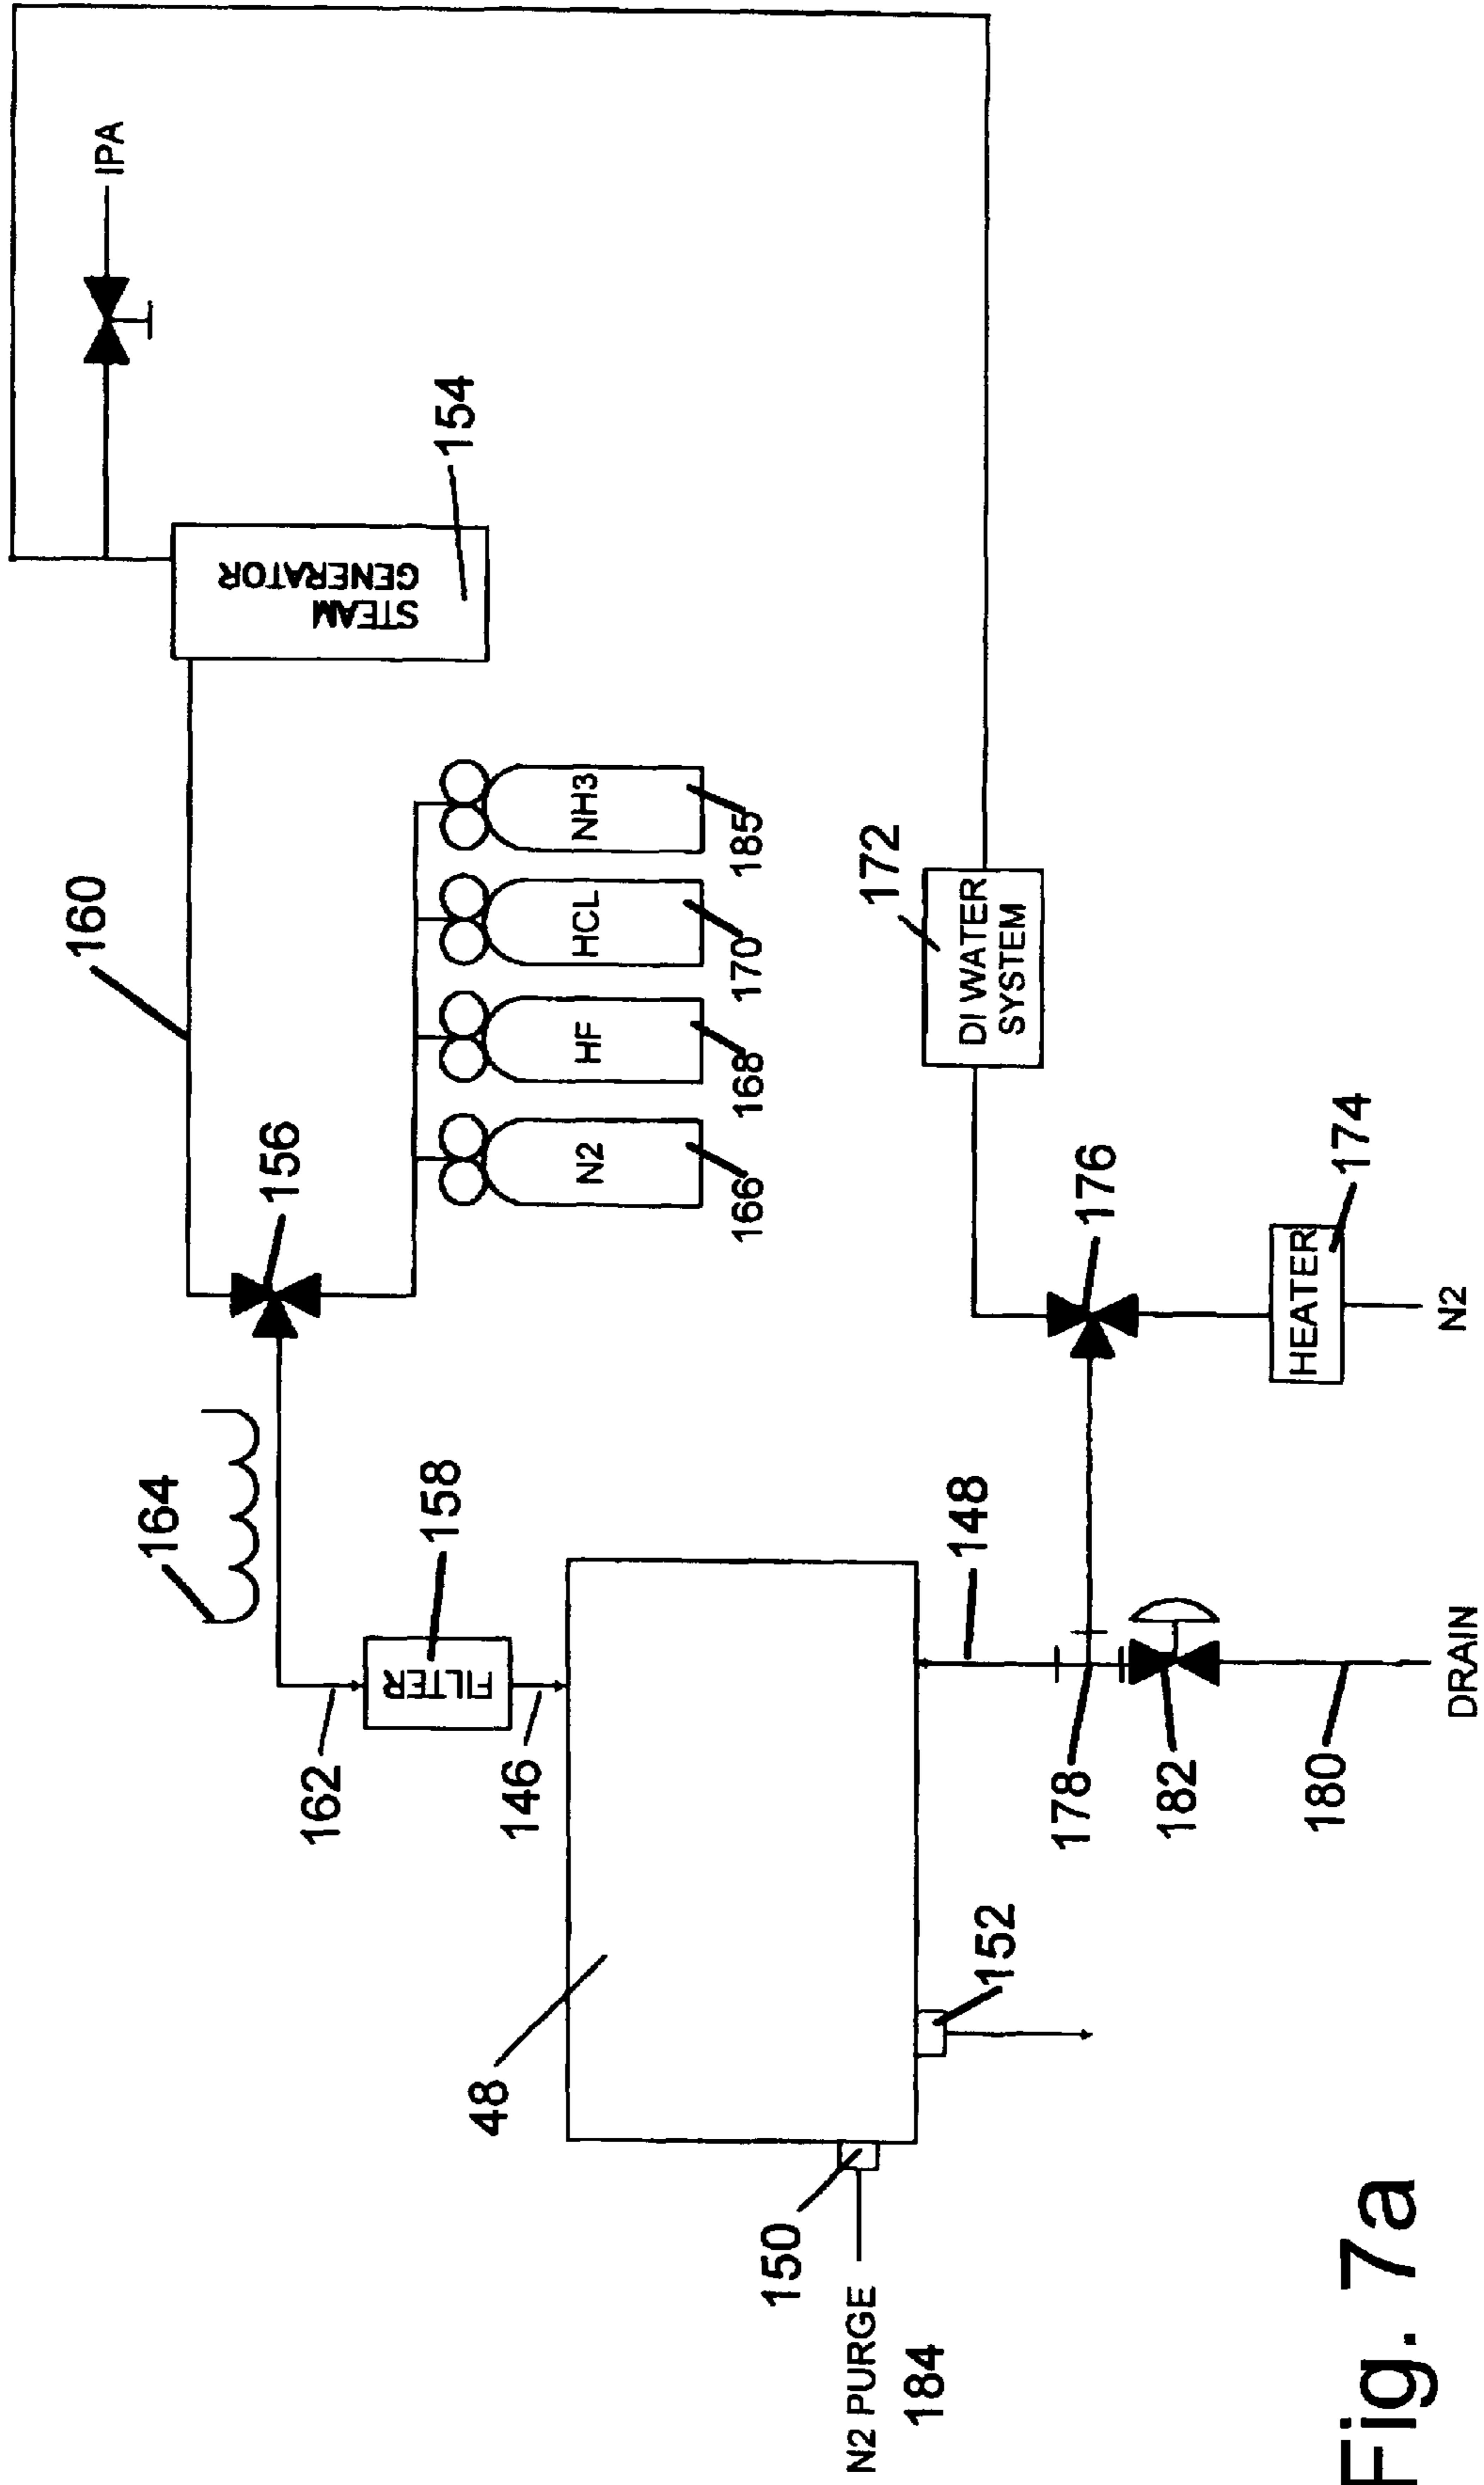 IPA
154
STEAM
GENERATOR
160
156
164
162
FILTER
158
146
N2
HF
HCL
NH3
166
168
170
185
48
172
DI WATER
SYSTEM
148
176
150
152
N2 PURGE
184
178
182
180
DRAIN
HEATER
174
N2
Fig. 7a